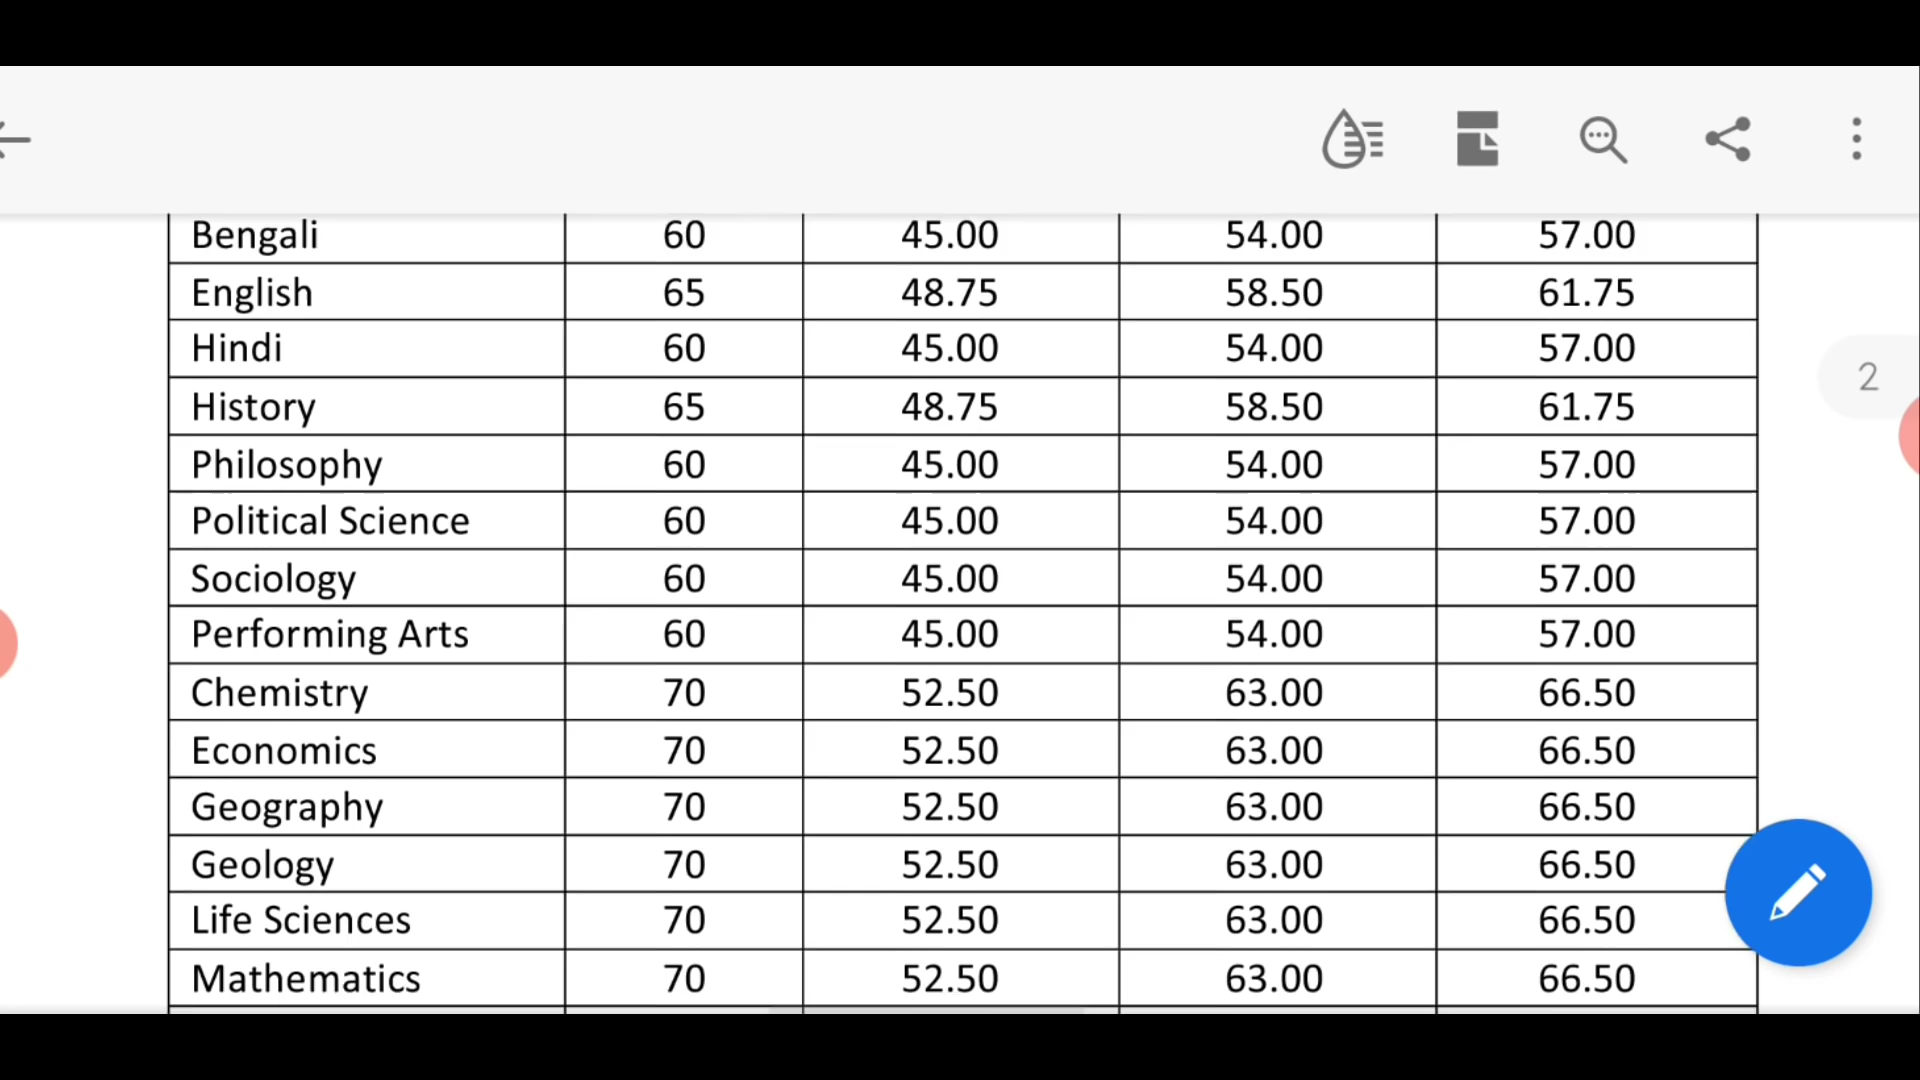 Bengali 60 45.00 54.00 57.00
English 65 48.75 58.50 61.75
Hindi 60 45.00 54.00 57.00
History 65 48.75 58.50 61.75
Philosophy 60 45.00 54.00 57.00
Political Science 60 45.00 54.00 57.00
Sociology 60 45.00 54.00 57.00
Performing Arts 60 45.00 54.00 57.00
Chemistry 70 52.50 63.00 66.50
Economics 70 52.50 63.00 66.50
Geography 70 52.50 63.00 66.50
Geology 70 52.50 63.00 66.50
Life Sciences 70 52.50 63.00 66.50
Mathematics 70 52.50 63.00 66.50
2